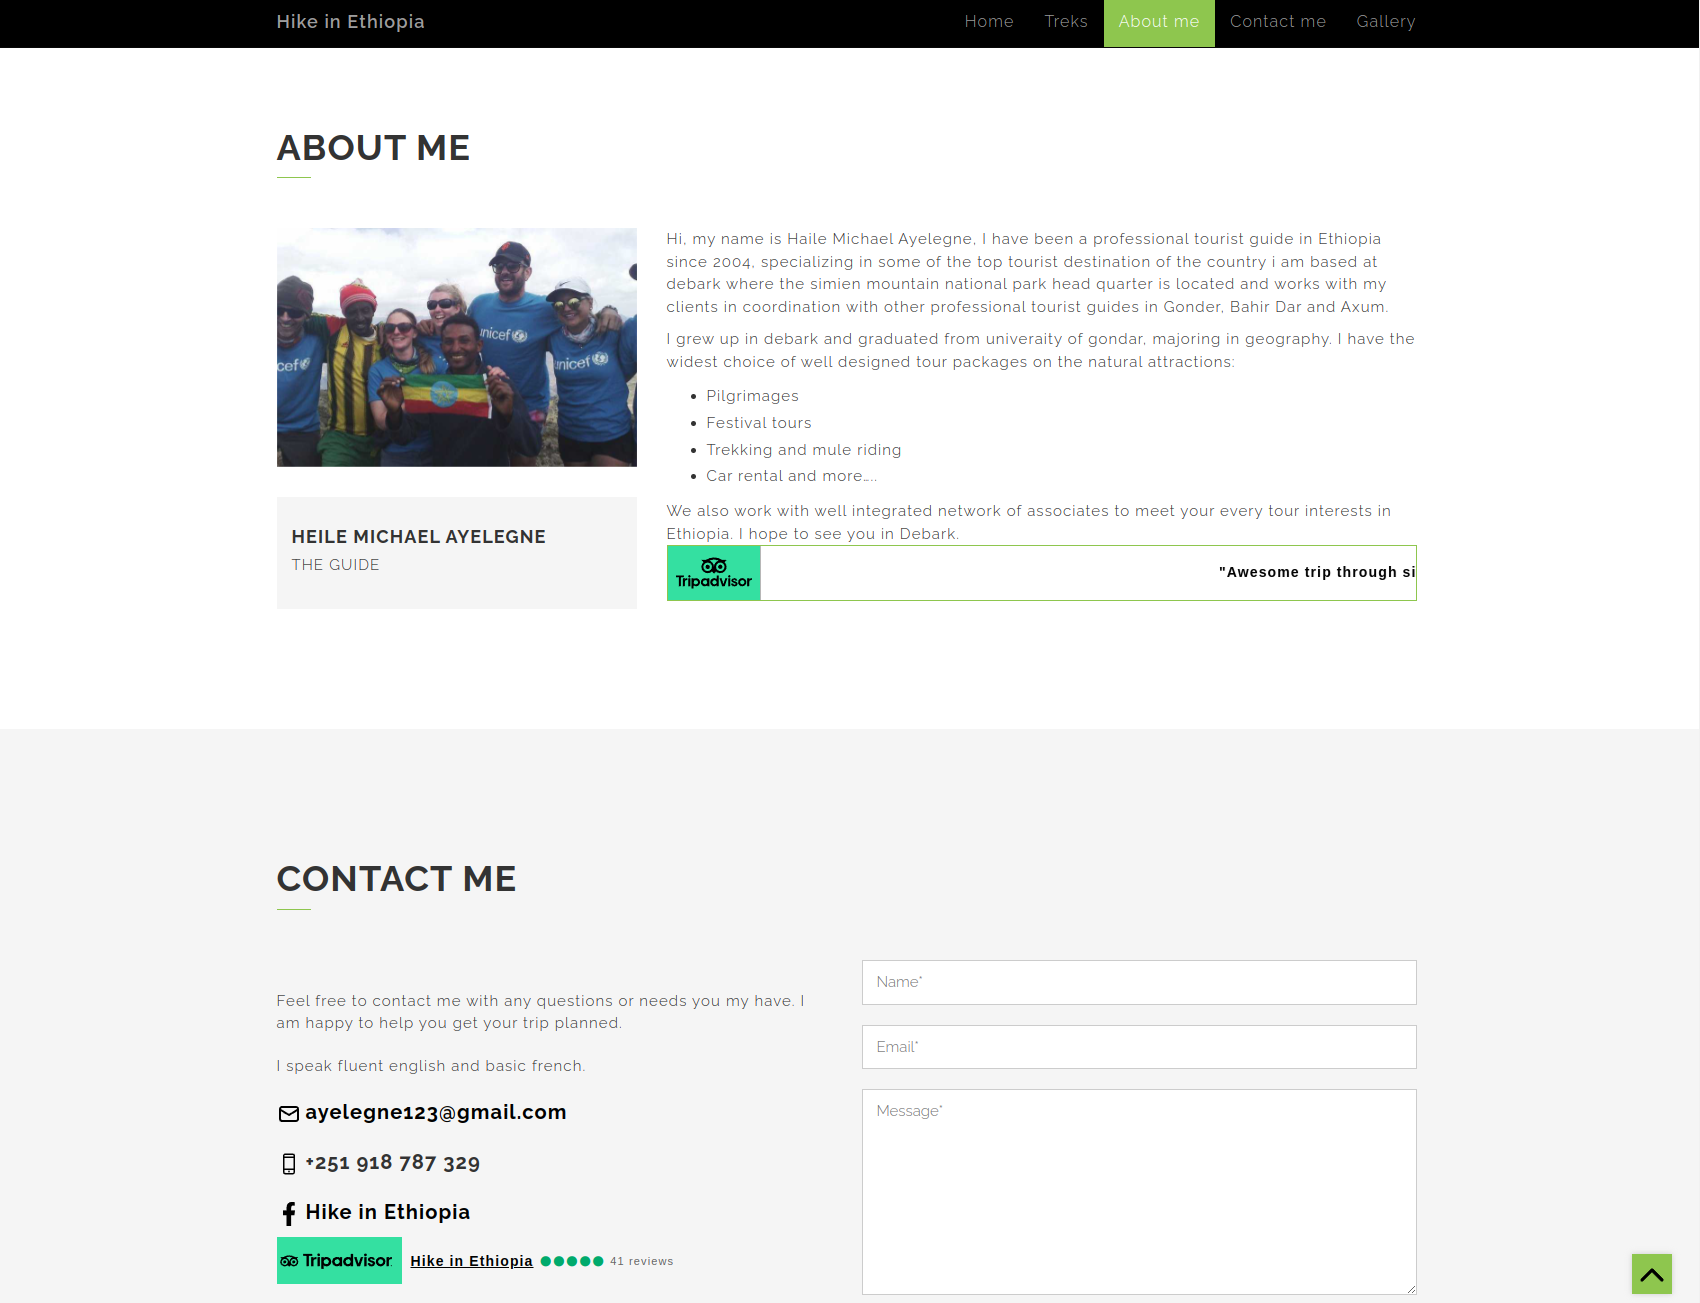 Hike in Ethiopia
Home Treks About me Contact me Gallery
ABOUT ME
unicef
unicef
Hi, my name is Haile Michael Ayelegne, I have been a professional tourist guide in Ethiopia
since 2004, specializing in some of the top tourist destination of the country i am based at
debark where the simien mountain national park head quarter is located and works with my
clients in coordination with other professional tourist guides in Gonder, Bahir Dar and Axum.
I grew up in debark and graduated from univeraity of gondar, majoring in geography. I have the
widest choice of well designed tour packages on the natural attractions:
• Pilgrimages
• Festival tours
• Trekking and mule riding
• Car rental and more.....
We also work with well integrated network of associates to meet your every tour interests in
Ethiopia. I hope to see you in Debark.
HEILE MICHAEL AYELEGNE
THE GUIDE
Tripadvisor
"Awesome trip through si
CONTACT ME
Feel free to contact me with any questions or needs you my have. I
am happy to help you get your trip planned.
I speak fluent english and basic french.
ayelegne123@gmail.com
+251 918 787 329
Hike in Ethiopia
Tripadvisor Hike in Ethiopia 41 reviews
Name*
Email*
Message*